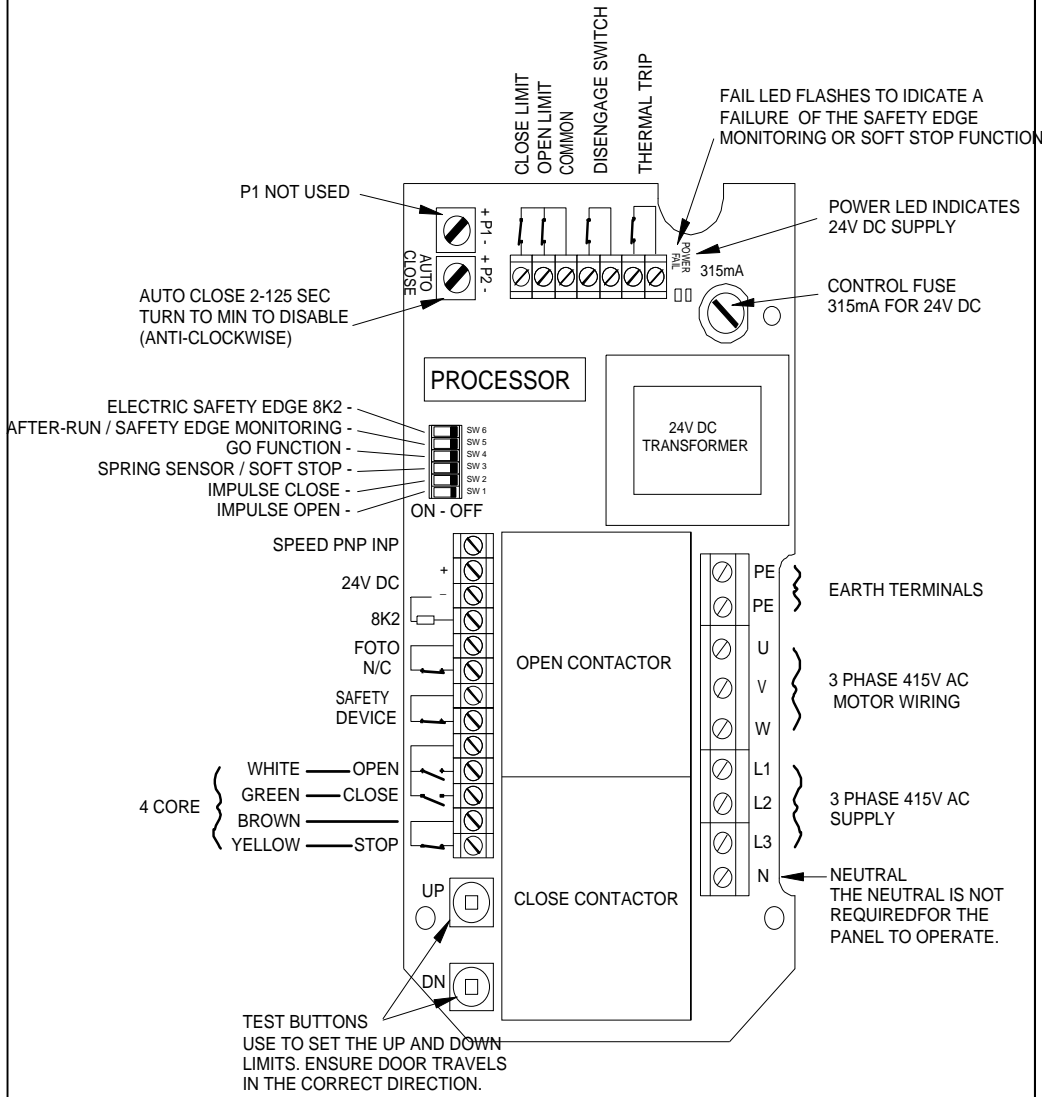 CLOSE LIMIT
OPEN LIMIT
COMMON
DISENGAGE SWITCH
THERMAL TRIP
FAIL LED FLASHES TO IDICATE A
FAILURE OF THE SAFETY EDGE
MONITORING OR SOFT STOP FUNCTION
P1 NOT USED
+ P1 -
+ P2 -
AUTO
CLOSE
POWER
FAIL
315mA
POWER LED INDICATES
24V DC SUPPLY
CONTROL FUSE
315mA FOR 24V DC
AUTO CLOSE 2-125 SEC
TURN TO MIN TO DISABLE
(ANTI-CLOCKWISE)
PROCESSOR
24V DC
TRANSFORMER
ELECTRIC SAFETY EDGE 8K2 - SW 6
AFTER-RUN / SAFETY EDGE MONITORING - SW 5
GO FUNCTION - SW 4
SPRING SENSOR / SOFT STOP - SW 3
IMPULSE CLOSE - SW 2
IMPULSE OPEN - SW 1
ON - OFF
SPEED PNP INP
24V DC
+
–
8K2
FOTO
N/C
SAFETY
DEVICE
4 CORE
WHITE OPEN
GREEN CLOSE
BROWN
YELLOW STOP
OPEN CONTACTOR
CLOSE CONTACTOR
PE
PE
EARTH TERMINALS
U
V
W
3 PHASE 415V AC
MOTOR WIRING
L1
L2
L3
3 PHASE 415V AC
SUPPLY
N
NEUTRAL
THE NEUTRAL IS NOT
REQUIREDFOR THE
PANEL TO OPERATE.
UP
DN
TEST BUTTONS
USE TO SET THE UP AND DOWN
LIMITS. ENSURE DOOR TRAVELS
IN THE CORRECT DIRECTION.